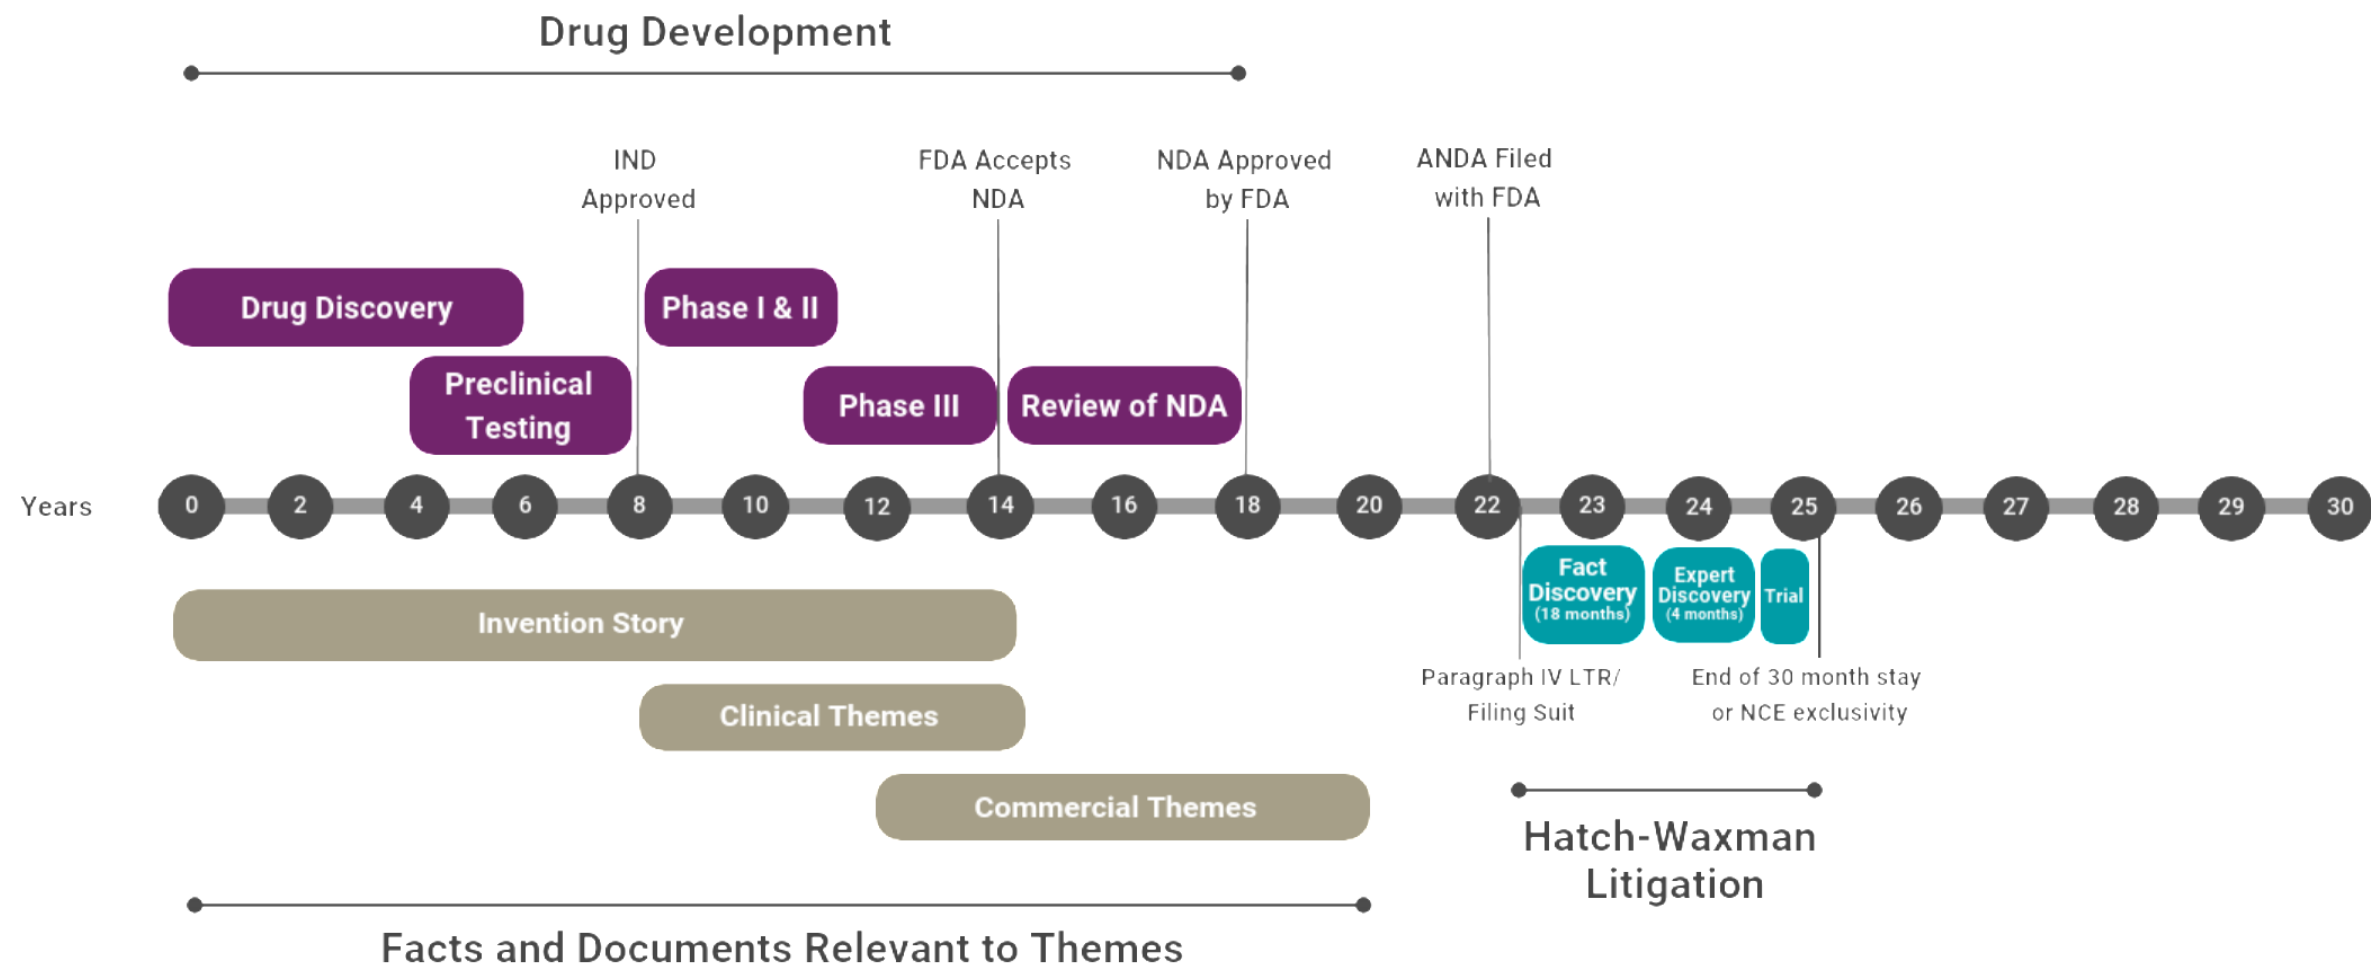 Drug Development
IND
Approved
FDA Accepts
NDA
NDA Approved
by FDA
ANDA Filed
with FDA
Drug Discovery
Phase I & II
Preclinical
Testing
Phase III
Review of NDA
Years
0 2 4 6 8 10 12 14 16 18 20 22 23 24 25 26 27 28 29 30
Fact
Discovery
(18 months)
Expert
Discovery
(4 months)
Trial
Invention Story
Paragraph IV LTR/
Filing Suit
End of 30 month stay
or NCE exclusivity
Clinical Themes
Commercial Themes
Hatch-Waxman
Litigation
Facts and Documents Relevant to Themes